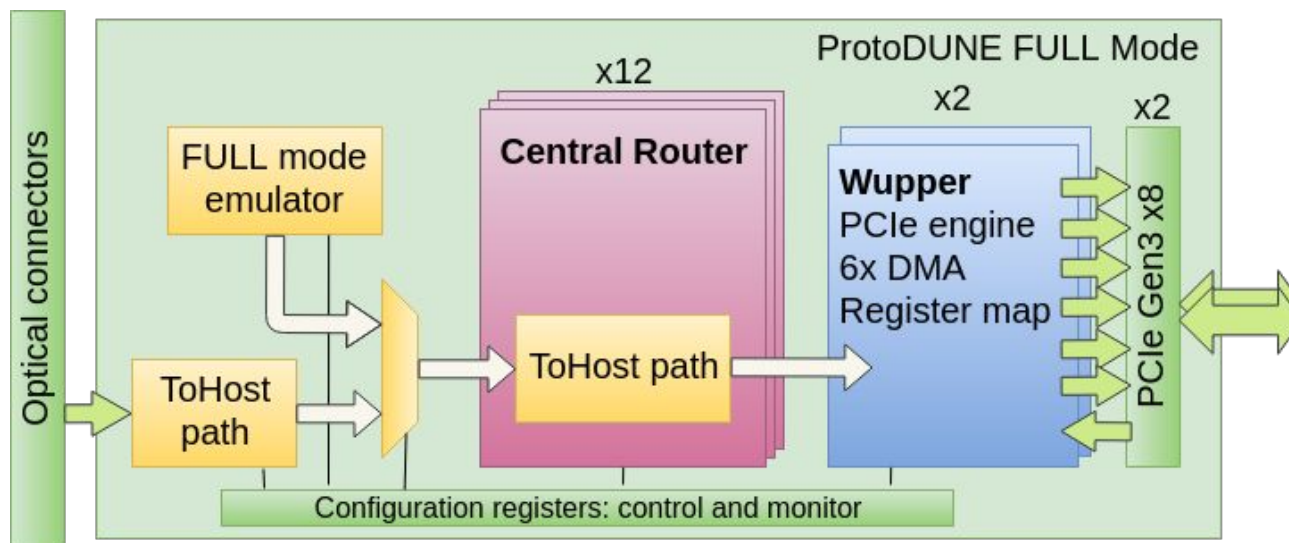 Optical connectors
ProtoDUNE FULL Mode
x12
x2
x2
FULL mode
emulator
Central Router
Wupper
PCIe engine
6x DMA
Register map
PCIe Gen3 x8
ToHost
path
ToHost path
Configuration registers: control and monitor